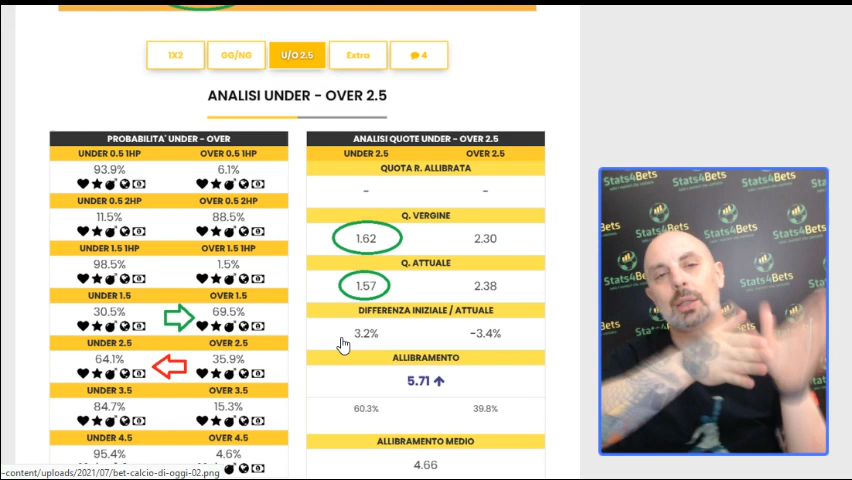 1X2
GG/NG
U/O 2.5
Extra
4
ANALISI UNDER - OVER 2.5
PROBABILITA' UNDER - OVER
UNDER 0.5 1HP OVER 0.5 1HP
93.9% 6.1%
UNDER 0.5 2HP OVER 0.5 2HP
11.5% 88.5%
UNDER 1.5 1HP OVER 1.5 1HP
98.5% 1.5%
UNDER 1.5 OVER 1.5
30.5% 69.5%
UNDER 2.5 OVER 2.5
64.1% 35.9%
UNDER 3.5 OVER 3.5
84.7% 15.3%
UNDER 4.5 OVER 4.5
95.4% 4.6%
ANALISI QUOTE UNDER - OVER 2.5
UNDER 2.5 OVER 2.5
QUOTA R. ALLIBRATA
- -
Q. VERGINE
1.62 2.30
Q. ATTUALE
1.57 2.38
DIFFERENZA INIZIALE / ATTUALE
3.2% -3.4%
ALLIBRAMENTO
5.71
60.3% 39.8%
ALLIBRAMENTO MEDIO
4.66
-content/uploads/2021/07/bet-calcio-di-oggi-02.png
Stats4Bets
Stats4Bets
Stats4Bets
Stats4Bets
Stats4Bets
Stats4Bets